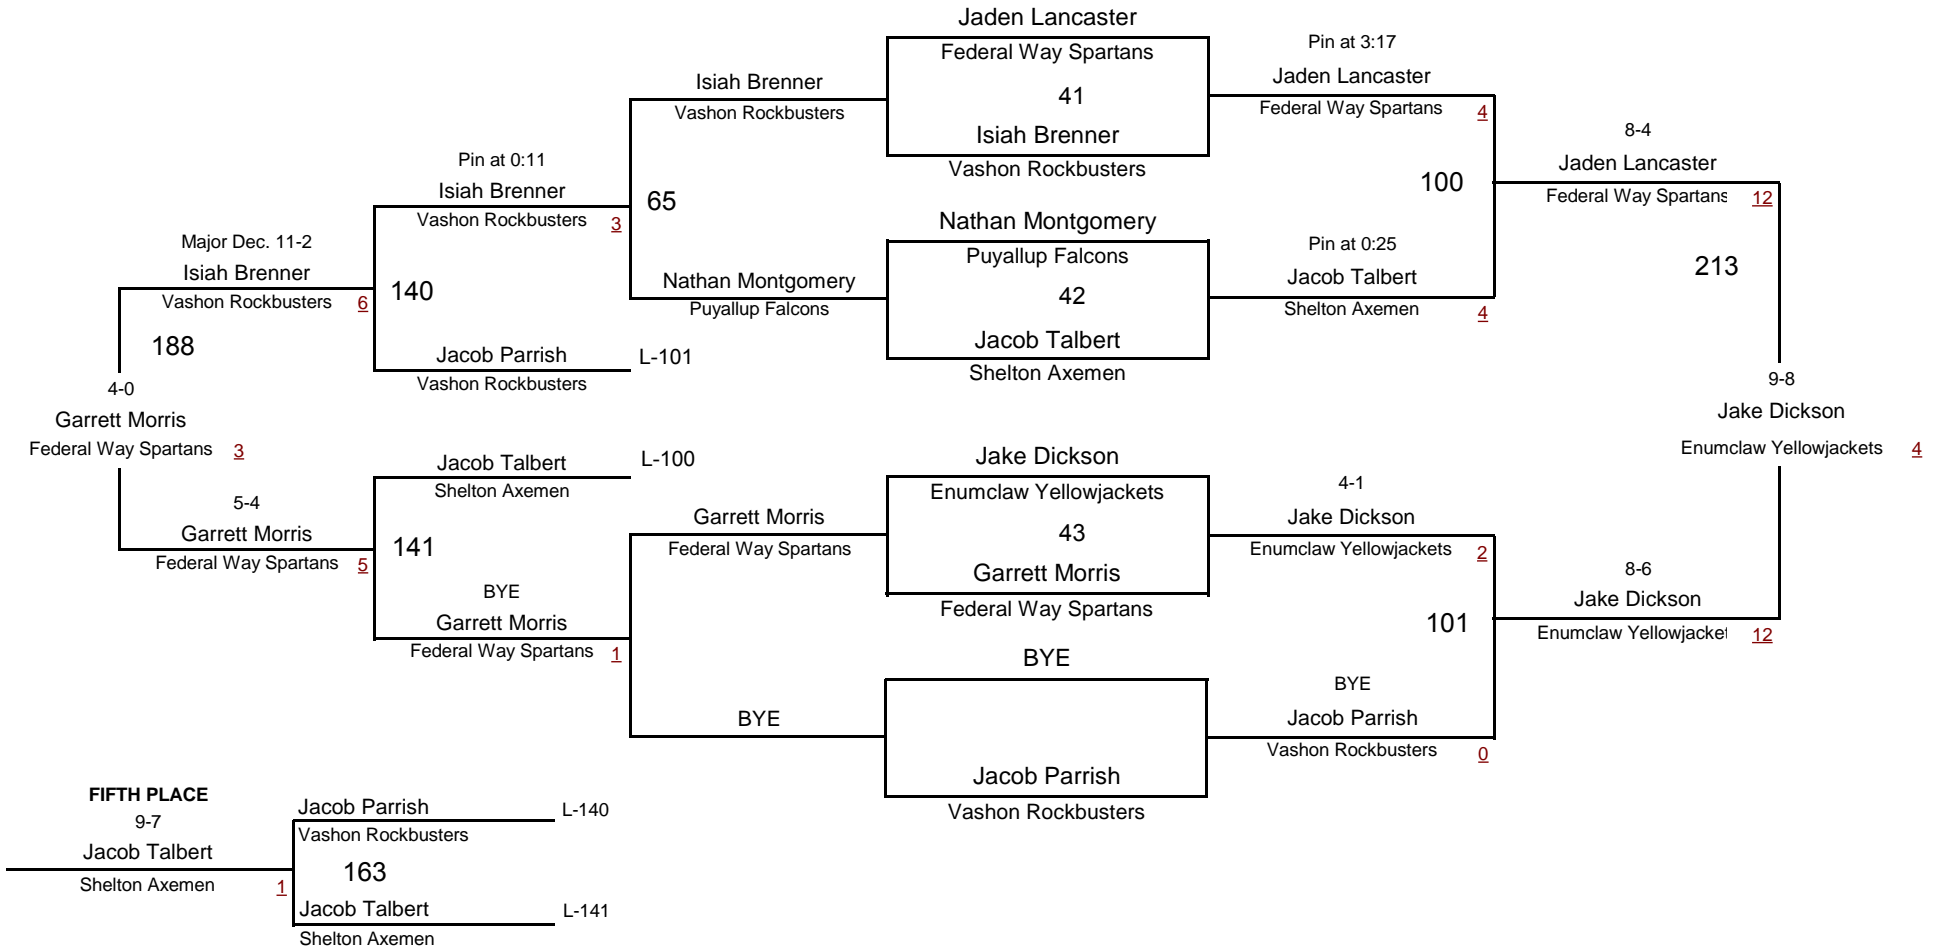 Jaden Lancaster
Federal Way Spartans
41
Isiah Brenner
Vashon Rockbusters
Nathan Montgomery
Puyallup Falcons
42
Jacob Talbert
Shelton Axemen
Jake Dickson
Enumclaw Yellowjackets
43
Garrett Morris
Federal Way Spartans
BYE
Jacob Parrish
Vashon Rockbusters
Pin at 3:17
Jaden Lancaster
Federal Way Spartans 4
100
Pin at 0:25
Jacob Talbert
Shelton Axemen 4
4-1
Jake Dickson
Enumclaw Yellowjackets 2
101
BYE
Jacob Parrish
Vashon Rockbusters 0
8-4
Jaden Lancaster
Federal Way Spartans 12
213
8-6
Jake Dickson
Enumclaw Yellowjacket 12
9-8
Jake Dickson
Enumclaw Yellowjackets 4
Isiah Brenner
Vashon Rockbusters
65
Nathan Montgomery
Puyallup Falcons
Garrett Morris
Federal Way Spartans
BYE
Pin at 0:11
Isiah Brenner
Vashon Rockbusters 3
140
Jacob Parrish L-101
Vashon Rockbusters
Jacob Talbert L-100
Shelton Axemen
141
BYE
Garrett Morris
Federal Way Spartans 1
Major Dec. 11-2
Isiah Brenner
Vashon Rockbusters 6
188
5-4
Garrett Morris
Federal Way Spartans 5
4-0
Garrett Morris
Federal Way Spartans 3
FIFTH PLACE
9-7
Jacob Talbert
Shelton Axemen 1
Jacob Parrish L-140
Vashon Rockbusters
163
Jacob Talbert L-141
Shelton Axemen